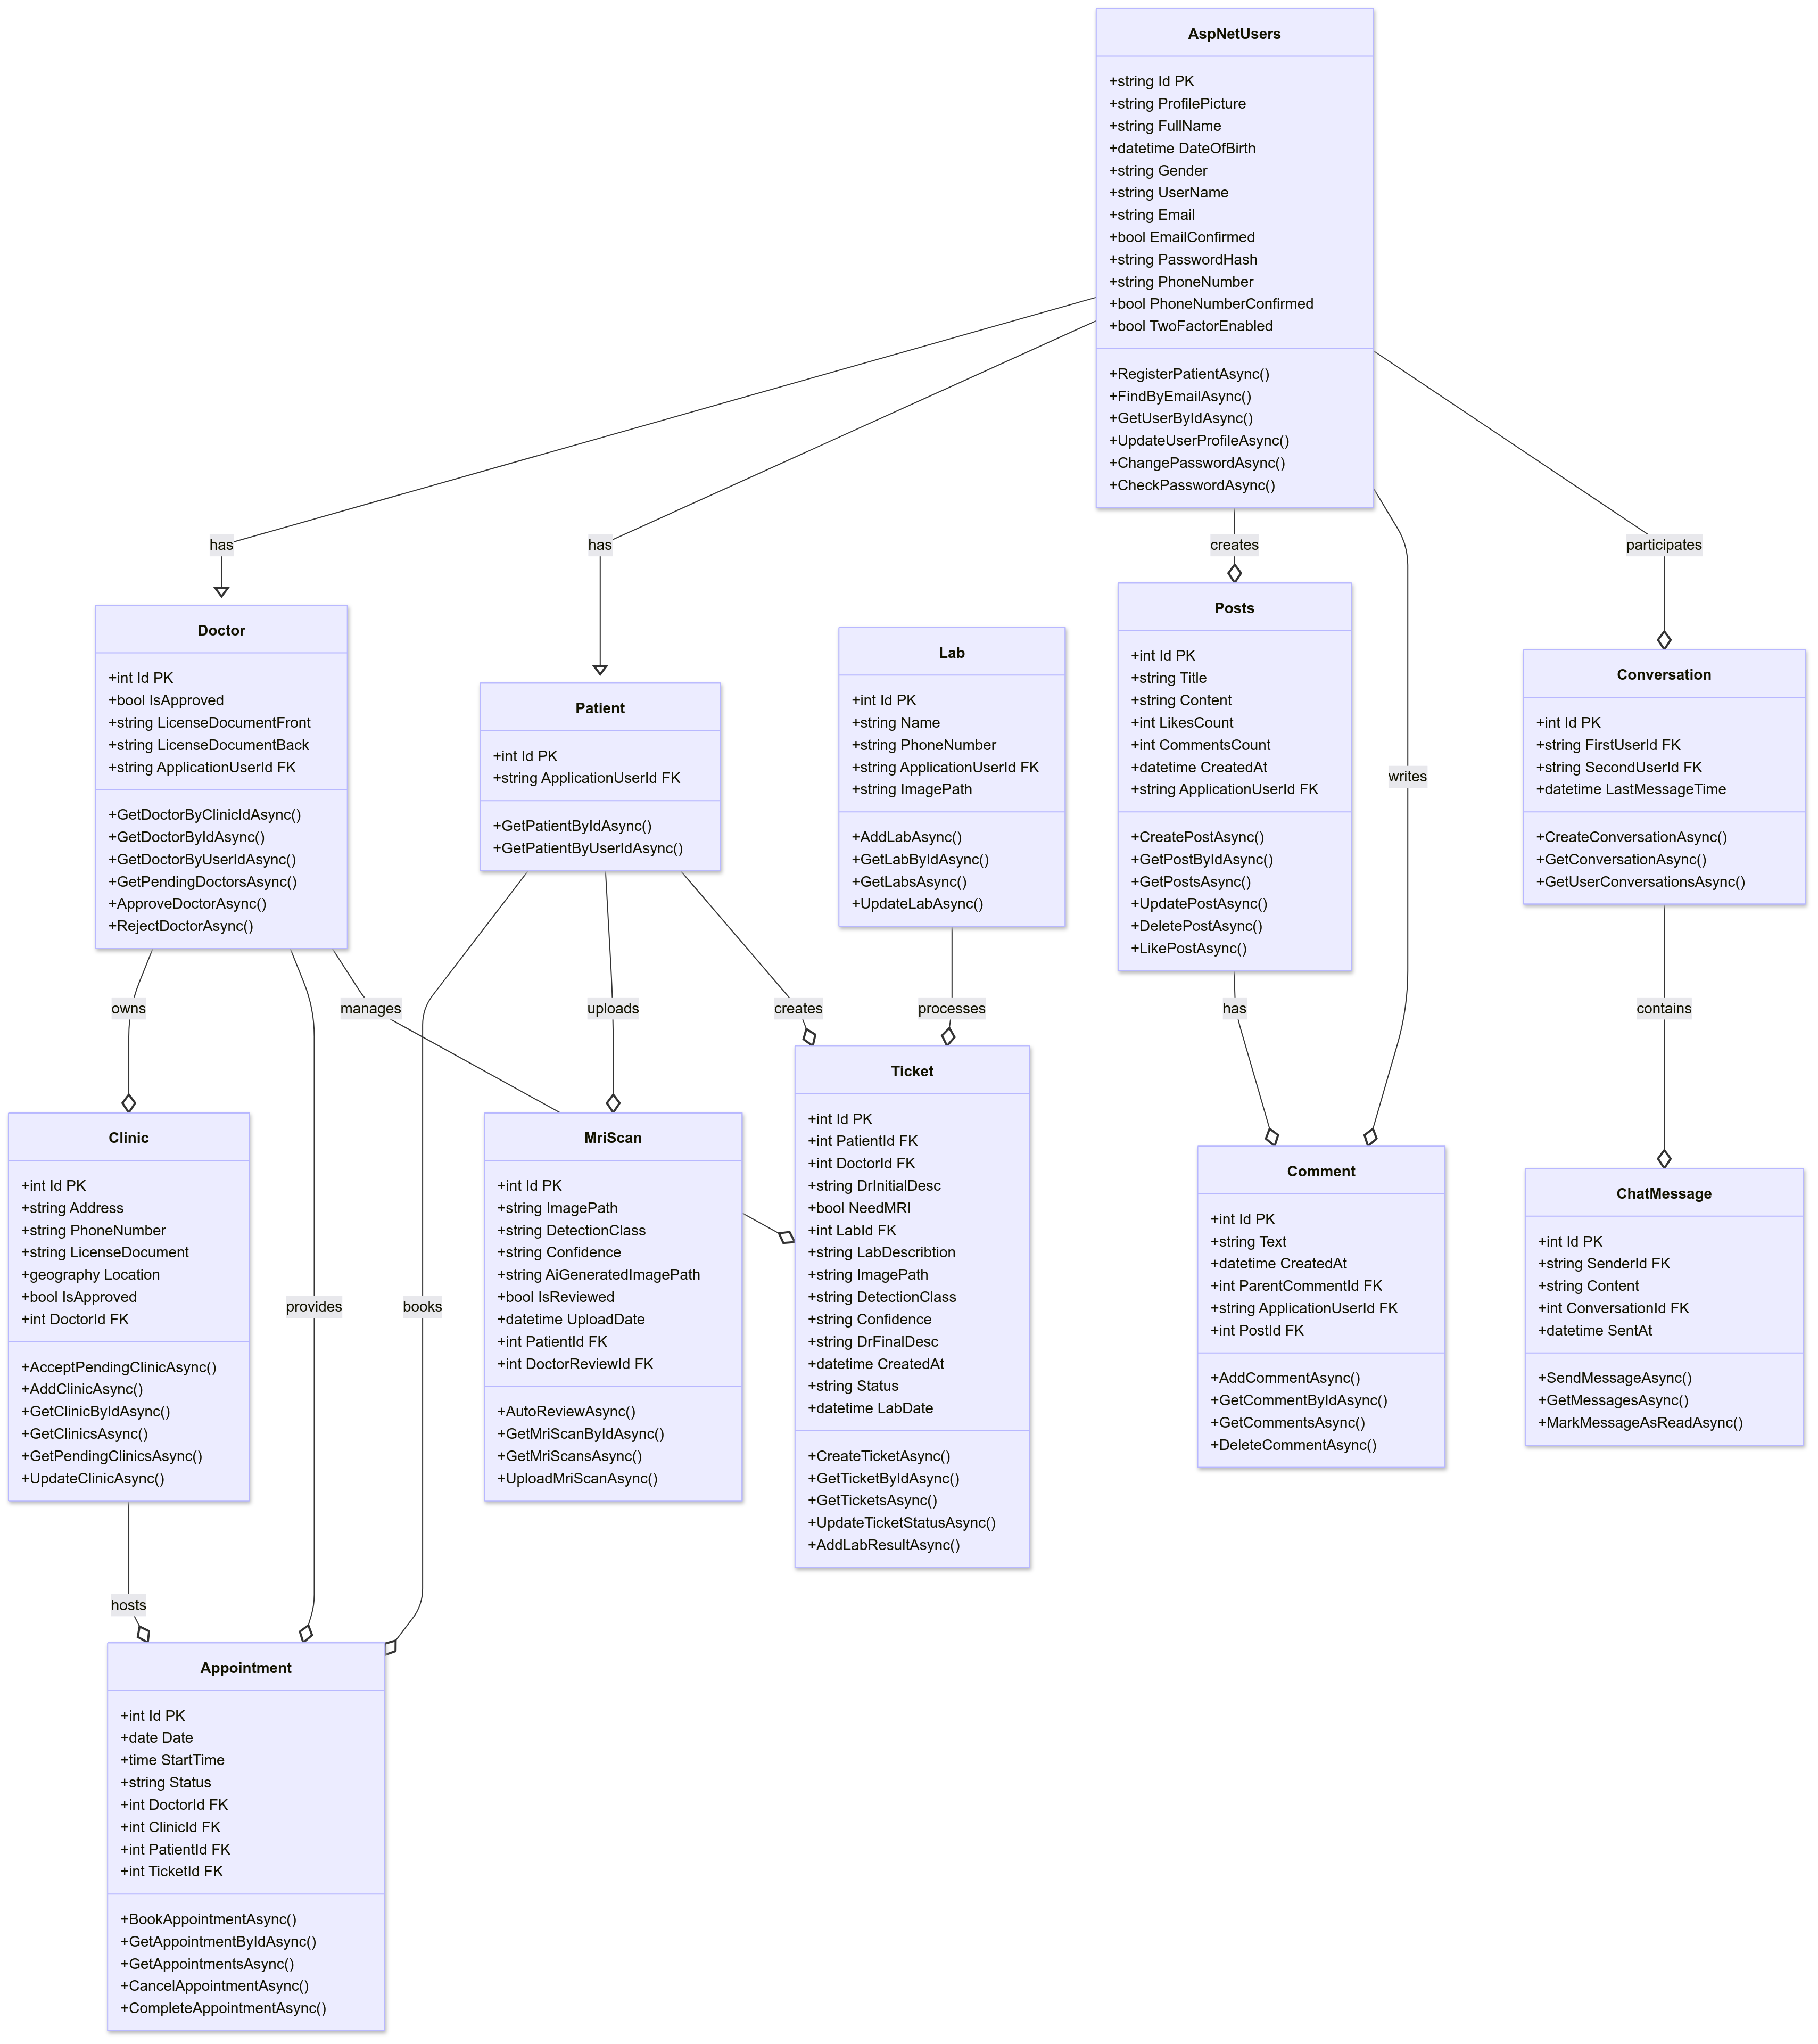 AspNetUsers
+string Id PK
+string ProfilePicture
+string FullName
+datetime DateOfBirth
+string Gender
+string UserName
+string Email
+bool EmailConfirmed
+string PasswordHash
+string PhoneNumber
+bool PhoneNumberConfirmed
+bool TwoFactorEnabled
+RegisterPatientAsync()
+FindByEmailAsync()
+GetUserByIdAsync()
+UpdateUserProfileAsync()
+ChangePasswordAsync()
+CheckPasswordAsync()
has
has
creates
participates
Doctor
+int Id PK
+bool IsApproved
+string LicenseDocumentFront
+string LicenseDocumentBack
+string ApplicationUserId FK
+GetDoctorByClinicIdAsync()
+GetDoctorByIdAsync()
+GetDoctorByUserIdAsync()
+GetPendingDoctorsAsync()
+ApproveDoctorAsync()
+RejectDoctorAsync()
Patient
+int Id PK
+string ApplicationUserId FK
+GetPatientByIdAsync()
+GetPatientByUserIdAsync()
Lab
+int Id PK
+string Name
+string PhoneNumber
+string ApplicationUserId FK
+string ImagePath
+AddLabAsync()
+GetLabByIdAsync()
+GetLabsAsync()
+UpdateLabAsync()
Posts
+int Id PK
+string Title
+string Content
+int LikesCount
+int CommentsCount
+datetime CreatedAt
+string ApplicationUserId FK
+CreatePostAsync()
+GetPostByIdAsync()
+GetPostsAsync()
+UpdatePostAsync()
+DeletePostAsync()
+LikePostAsync()
writes
Conversation
+int Id PK
+string FirstUserId FK
+string SecondUserId FK
+datetime LastMessageTime
+CreateConversationAsync()
+GetConversationAsync()
+GetUserConversationsAsync()
owns
manages
uploads
creates
processes
has
contains
Clinic
+int Id PK
+string Address
+string PhoneNumber
+string LicenseDocument
+geography Location
+bool IsApproved
+int DoctorId FK
+AcceptPendingClinicAsync()
+AddClinicAsync()
+GetClinicByIdAsync()
+GetClinicsAsync()
+GetPendingClinicsAsync()
+UpdateClinicAsync()
provides
books
MriScan
+int Id PK
+string ImagePath
+string DetectionClass
+string Confidence
+string AiGeneratedImagePath
+bool IsReviewed
+datetime UploadDate
+int PatientId FK
+int DoctorReviewId FK
+AutoReviewAsync()
+GetMriScanByIdAsync()
+GetMriScansAsync()
+UploadMriScanAsync()
Ticket
+int Id PK
+int PatientId FK
+int DoctorId FK
+string DrInitialDesc
+bool NeedMRI
+int LabId FK
+string LabDescribtion
+string ImagePath
+string DetectionClass
+string Confidence
+string DrFinalDesc
+datetime CreatedAt
+string Status
+datetime LabDate
+CreateTicketAsync()
+GetTicketByIdAsync()
+GetTicketsAsync()
+UpdateTicketStatusAsync()
+AddLabResultAsync()
Comment
+int Id PK
+string Text
+datetime CreatedAt
+int ParentCommentId FK
+string ApplicationUserId FK
+int PostId FK
+AddCommentAsync()
+GetCommentByIdAsync()
+GetCommentsAsync()
+DeleteCommentAsync()
ChatMessage
+int Id PK
+string SenderId FK
+string Content
+int ConversationId FK
+datetime SentAt
+SendMessageAsync()
+GetMessagesAsync()
+MarkMessageAsReadAsync()
hosts
Appointment
+int Id PK
+date Date
+time StartTime
+string Status
+int DoctorId FK
+int ClinicId FK
+int PatientId FK
+int TicketId FK
+BookAppointmentAsync()
+GetAppointmentByIdAsync()
+GetAppointmentsAsync()
+CancelAppointmentAsync()
+CompleteAppointmentAsync()